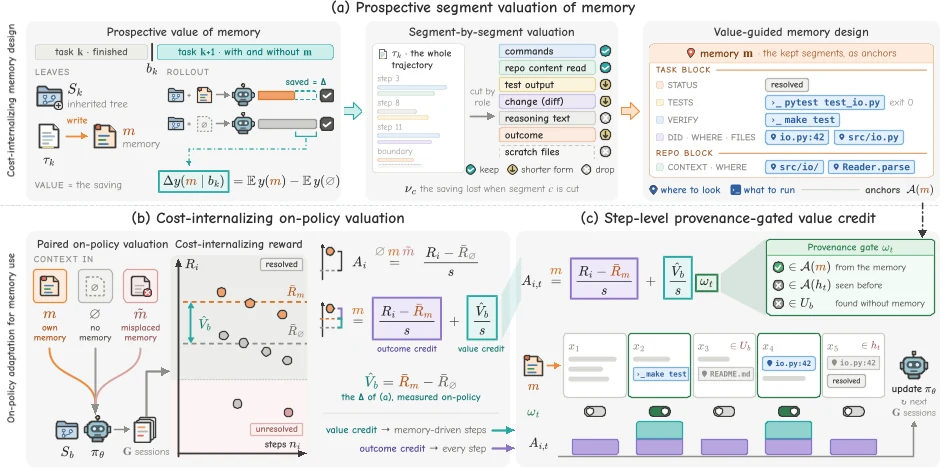 (a) Prospective segment valuation of memory
Cost-internalizing memory design
Prospective value of memory
task k · finished
task k+1 · with and without m
b_k
LEAVES
ROLLOUT
saved = Δ
S_k
inherited tree
write
τ_k
m
memory
VALUE = the saving
Δy(m | b_k) = 𝔼 y(m) − 𝔼 y(∅)
Segment-by-segment valuation
τ_k · the whole trajectory
step 3
step 8
step 11
boundary
cut by role
commands
repo content read
test output
change (diff)
reasoning text
outcome
scratch files
keep
shorter form
drop
ν_c the saving lost when segment c is cut
Value-guided memory design
memory m · the kept segments, as anchors
TASK BLOCK
STATUS
resolved
TESTS
›_ pytest test_io.py
exit 0
VERIFY
›_ make test
DID · WHERE · FILES
io.py:42
src/io.py
REPO BLOCK
CONTEXT · WHERE
src/io/
Reader.parse
where to look
what to run
anchors 𝒜(m)
On-policy adaptation for memory use
(b) Cost-internalizing on-policy valuation
Paired on-policy valuation
CONTEXT IN
m
own memory
∅
no memory
m̃
misplaced memory
S_b
π_θ
G sessions
Cost-internalizing reward
R_i
resolved
R̄_m
V̂_b
R̄_∅
unresolved
steps n_i
∅ m m̃
A_i = (R_i − R̄_∅) / s
m
= (R_i − R̄_m) / s + V̂_b / s
outcome credit
value credit
V̂_b = R̄_m − R̄_∅
the Δ of (a), measured on-policy
value credit → memory-driven steps
outcome credit → every step
(c) Step-level provenance-gated value credit
m
A_i,t = (R_i − R̄_m) / s + V̂_b / s ω_t
Provenance gate ω_t
∈ 𝒜(m) from the memory
∈ 𝒜(h_t) seen before
∈ U_b found without memory
m
x_1
x_2
›_make test
x_3
∈ U_b
README.md
x_4
io.py:42
x_5
∈ h_t
io.py:42
resolved
ω_t
A_i,t
update π_θ
↻ next
G sessions